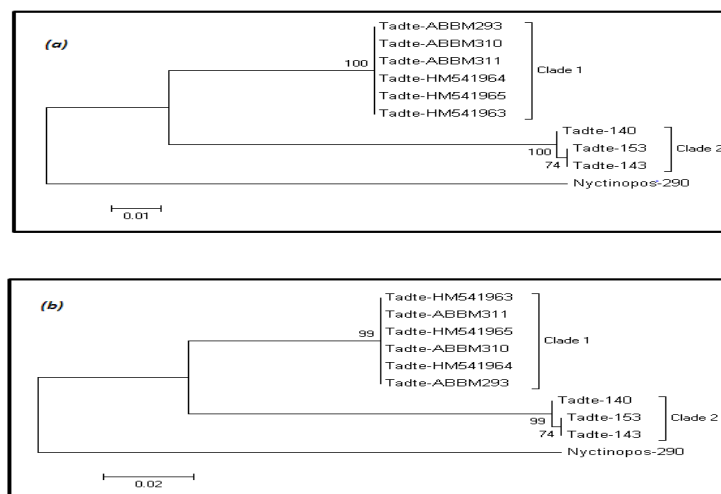 (a)
Tadte-ABBM293
Tadte-ABBM310
Tadte-ABBM311
Tadte-HM541964
Tadte-HM541965
Tadte-HM541963
100
Clade 1
Tadte-140
Tadte-153
Tadte-143
100
74
Clade 2
Nyctinopos-290
0.01
(b)
Tadte-HM541963
Tadte-ABBM311
Tadte-HM541965
Tadte-ABBM310
Tadte-HM541964
Tadte-ABBM293
99
Clade 1
Tadte-140
Tadte-153
Tadte-143
99
74
Clade 2
Nyctinopos-290
0.02